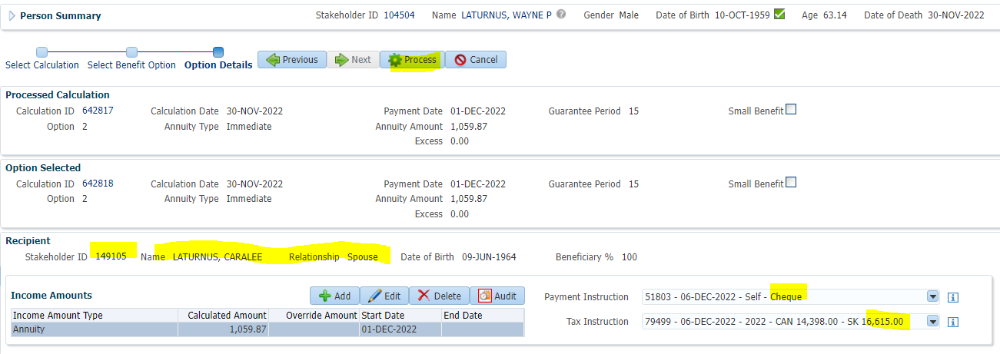 Person Summary Stakeholder ID 104504 Name LATURNUS, WAYNE P Gender Male Date of Birth 10-OCT-1959 Age 63.14 Date of Death 30-NOV-2022
Select Calculation Select Benefit Option Option Details Previous Next Process Cancel
Processed Calculation
Calculation ID 642817 Calculation Date 30-NOV-2022 Payment Date 01-DEC-2022 Guarantee Period 15 Small Benefit
Option 2 Annuity Type Immediate Annuity Amount 1,059.87
Excess 0.00
Option Selected
Calculation ID 642818 Calculation Date 30-NOV-2022 Payment Date 01-DEC-2022 Guarantee Period 15 Small Benefit
Option 2 Annuity Type Immediate Annuity Amount 1,059.87
Excess 0.00
Recipient
Stakeholder ID 149105 Name LATURNUS, CARALEE Relationship Spouse Date of Birth 09-JUN-1964 Beneficiary % 100
Income Amounts Add Edit Delete Audit Payment Instruction 51803 - 06-DEC-2022 - Self - Cheque
Income Amount Type Calculated Amount Override Amount Start Date End Date
Annuity 1,059.87 01-DEC-2022 Tax Instruction 79499 - 06-DEC-2022 - 2022 - CAN 14,398.00 - SK 16,615.00